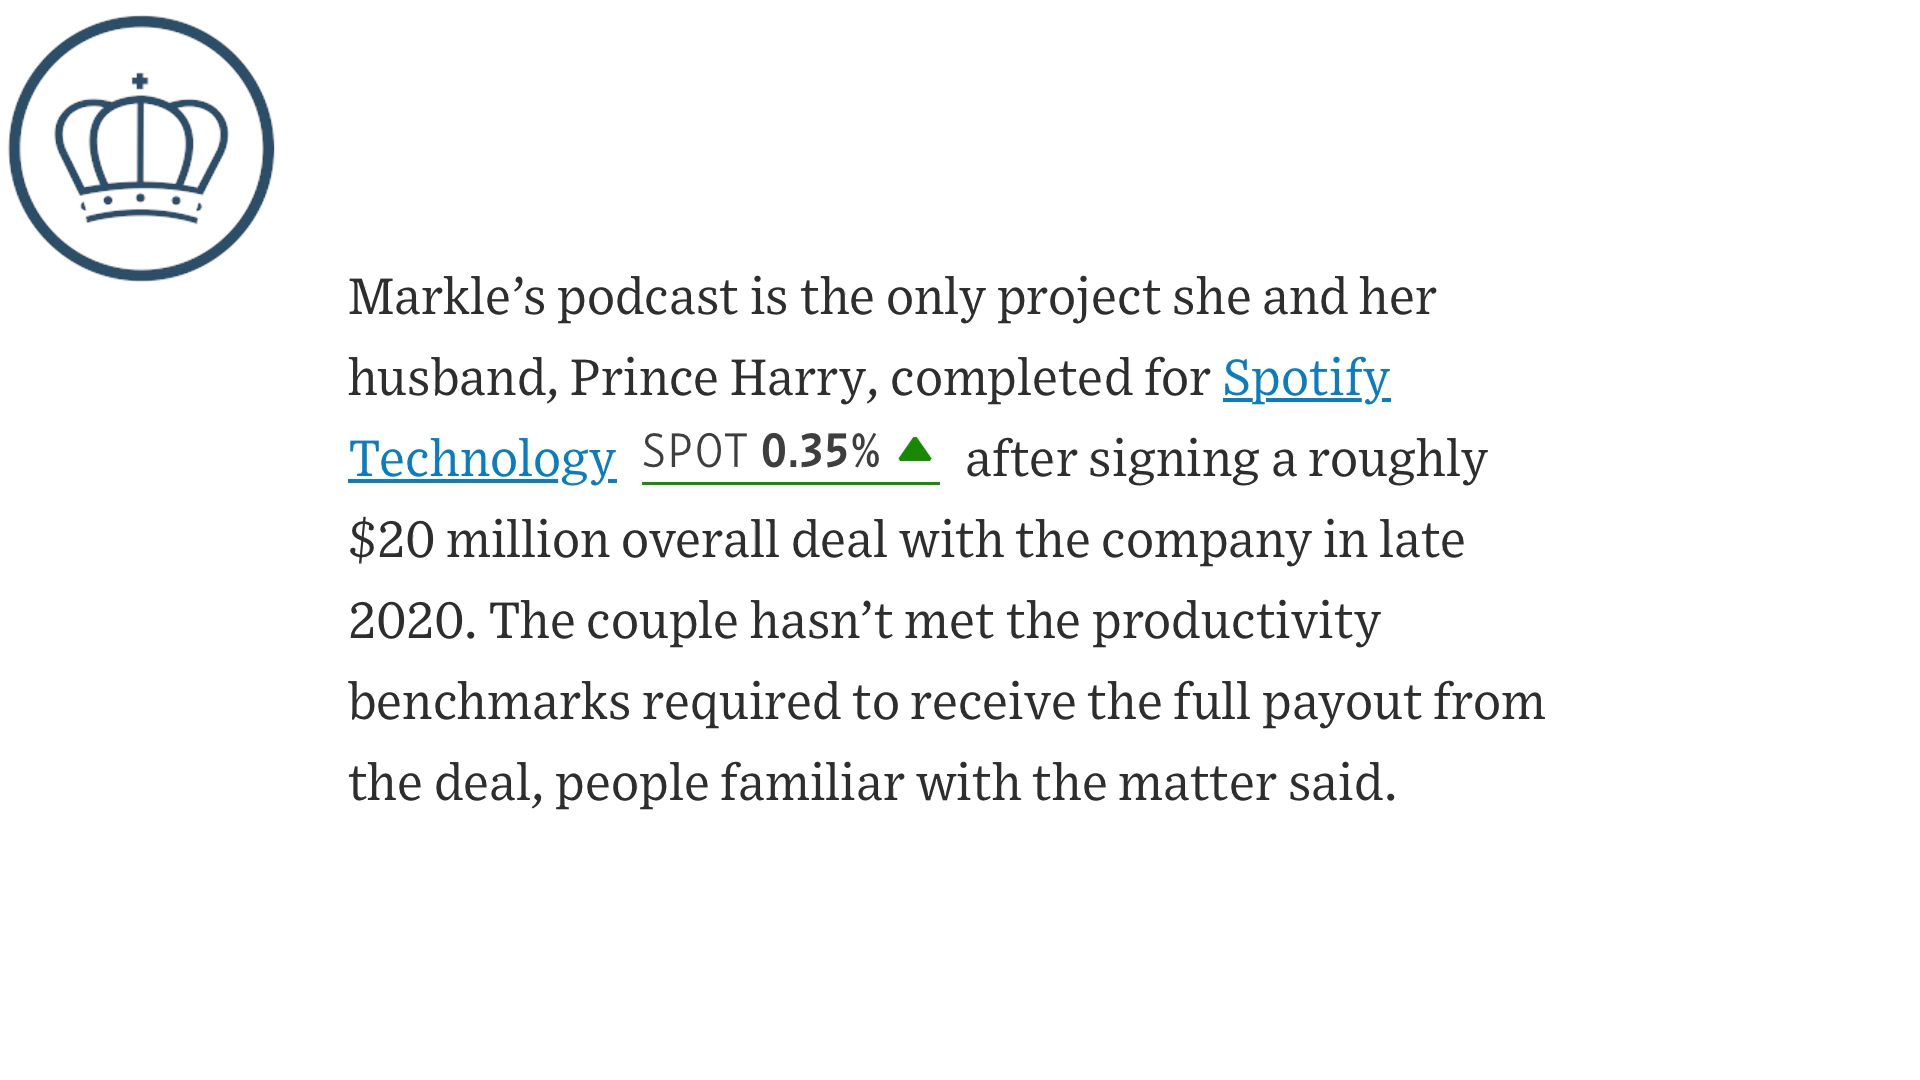 Markle’s podcast is the only project she and her
husband, Prince Harry, completed for Spotify
Technology SPOT 0.35% ▲ after signing a roughly
$20 million overall deal with the company in late
2020. The couple hasn’t met the productivity
benchmarks required to receive the full payout from
the deal, people familiar with the matter said.